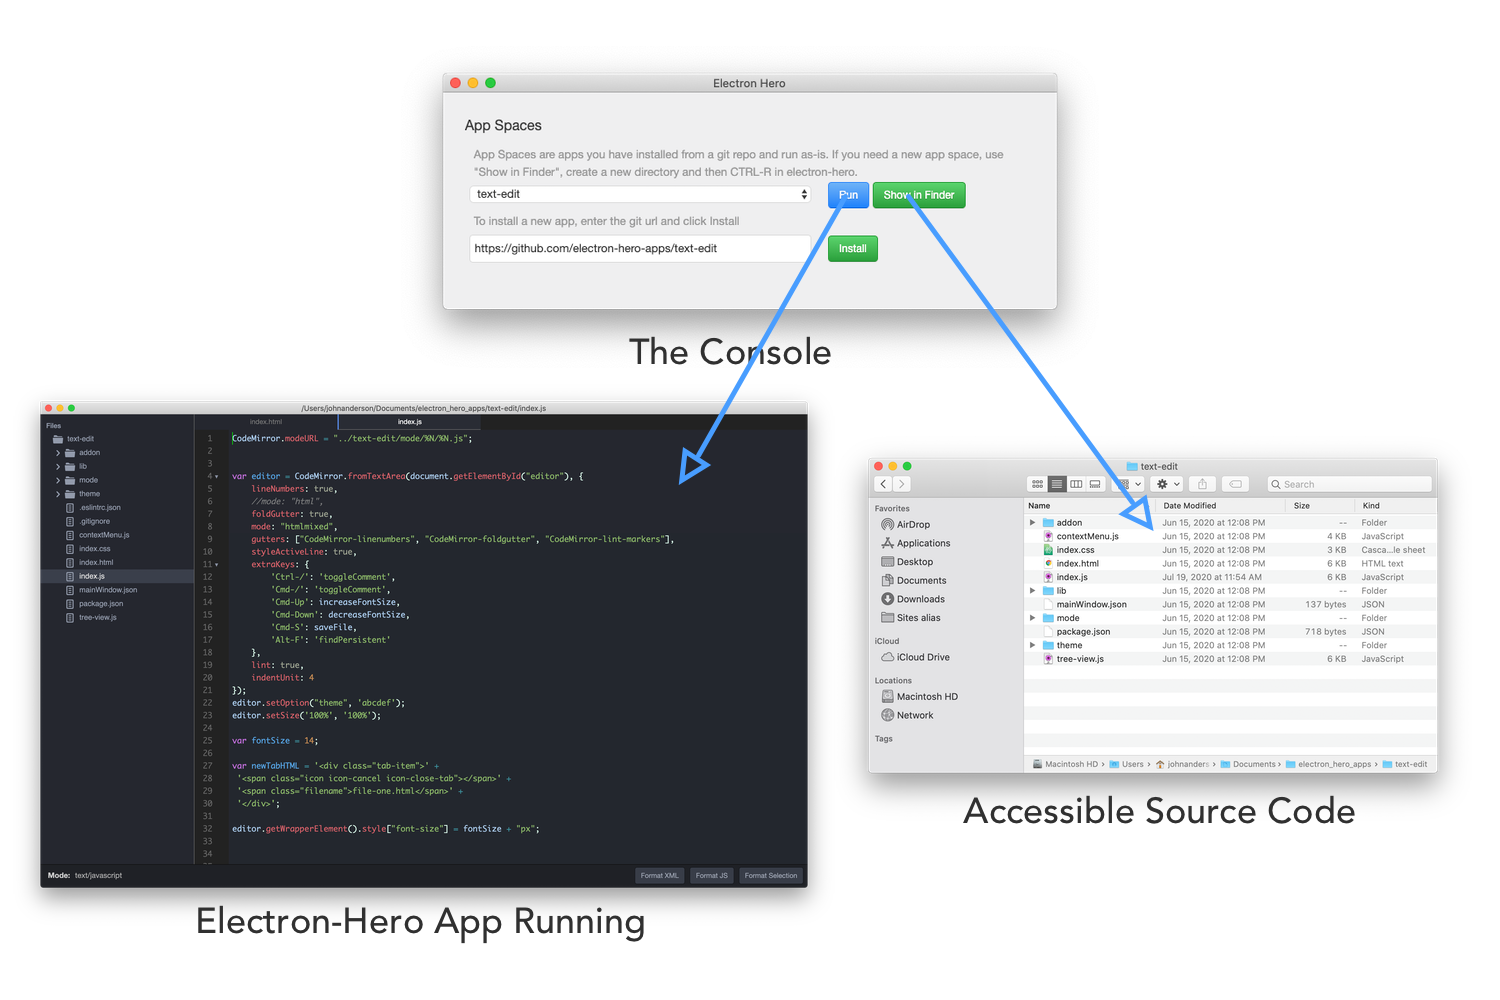 Electron Hero
App Spaces
App Spaces are apps you have installed from a git repo and run as-is. If you need a new app space, use
"Show in Finder", create a new directory and then CTRL-R in electron-hero.
text-edit
Run
Show in Finder
To install a new app, enter the git url and click Install
https://github.com/electron-hero-apps/text-edit
Install
The Console
/Users/johnanderson/Documents/electron_hero_apps/text-edit/index.js
Files
text-edit
addon
lib
mode
theme
.eslintrc.json
.gitignore
contextMenu.js
index.css
index.html
index.js
mainWindow.json
package.json
tree-view.js
index.html
index.js
1 CodeMirror.modeURL = "../text-edit/mode/%N/%N.js";
2
3
4 var editor = CodeMirror.fromTextArea(document.getElementById("editor"), {
5 lineNumbers: true,
6 //mode: "html",
7 foldGutter: true,
8 mode: "htmlmixed",
9 gutters: ["CodeMirror-linenumbers", "CodeMirror-foldgutter", "CodeMirror-lint-markers"],
10 styleActiveLine: true,
11 extraKeys: {
12 'Ctrl-/': 'toggleComment',
13 'Cmd-/': 'toggleComment',
14 'Cmd-Up': increaseFontSize,
15 'Cmd-Down': decreaseFontSize,
16 'Cmd-S': saveFile,
17 'Alt-F': 'findPersistent'
18 },
19 lint: true,
20 indentUnit: 4
21 });
22 editor.setOption("theme", 'abcdef');
23 editor.setSize('100%', '100%');
24
25 var fontSize = 14;
26
27 var newTabHTML = '<div class="tab-item">' +
28 '<span class="icon icon-cancel icon-close-tab"></span>' +
29 '<span class="filename">file-one.html</span>' +
30 '</div>';
31
32 editor.getWrapperElement().style["font-size"] = fontSize + "px";
33
34
Mode: text/javascript
Format XML
Format JS
Format Selection
Electron-Hero App Running
text-edit
Search
Favorites
AirDrop
Applications
Desktop
Documents
Downloads
Sites alias
iCloud
iCloud Drive
Locations
Macintosh HD
Network
Tags
Name Date Modified Size Kind
addon Jun 15, 2020 at 12:08 PM -- Folder
contextMenu.js Jun 15, 2020 at 12:08 PM 4 KB JavaScript
index.css Jun 15, 2020 at 12:08 PM 3 KB Casca...le sheet
index.html Jun 15, 2020 at 12:08 PM 6 KB HTML text
index.js Jul 19, 2020 at 11:54 AM 6 KB JavaScript
lib Jun 15, 2020 at 12:08 PM -- Folder
mainWindow.json Jun 15, 2020 at 12:08 PM 137 bytes JSON
mode Jun 15, 2020 at 12:08 PM -- Folder
package.json Jun 15, 2020 at 12:08 PM 718 bytes JSON
theme Jun 15, 2020 at 12:08 PM -- Folder
tree-view.js Jun 15, 2020 at 12:08 PM 6 KB JavaScript
Macintosh HD › Users › johnanders › Documents › electron_hero_apps › text-edit
Accessible Source Code